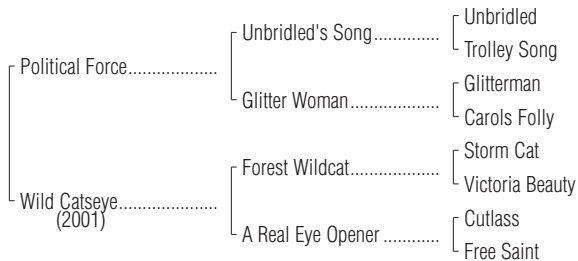 Unbridled
Unbridled's Song.............
Trolley Song
Political Force...................
Glitterman
Glitter Woman...................
Carols Folly
Storm Cat
Forest Wildcat...................
Victoria Beauty
Wild Catseye.....................
(2001)
Cutlass
A Real Eye Opener ............
Free Saint